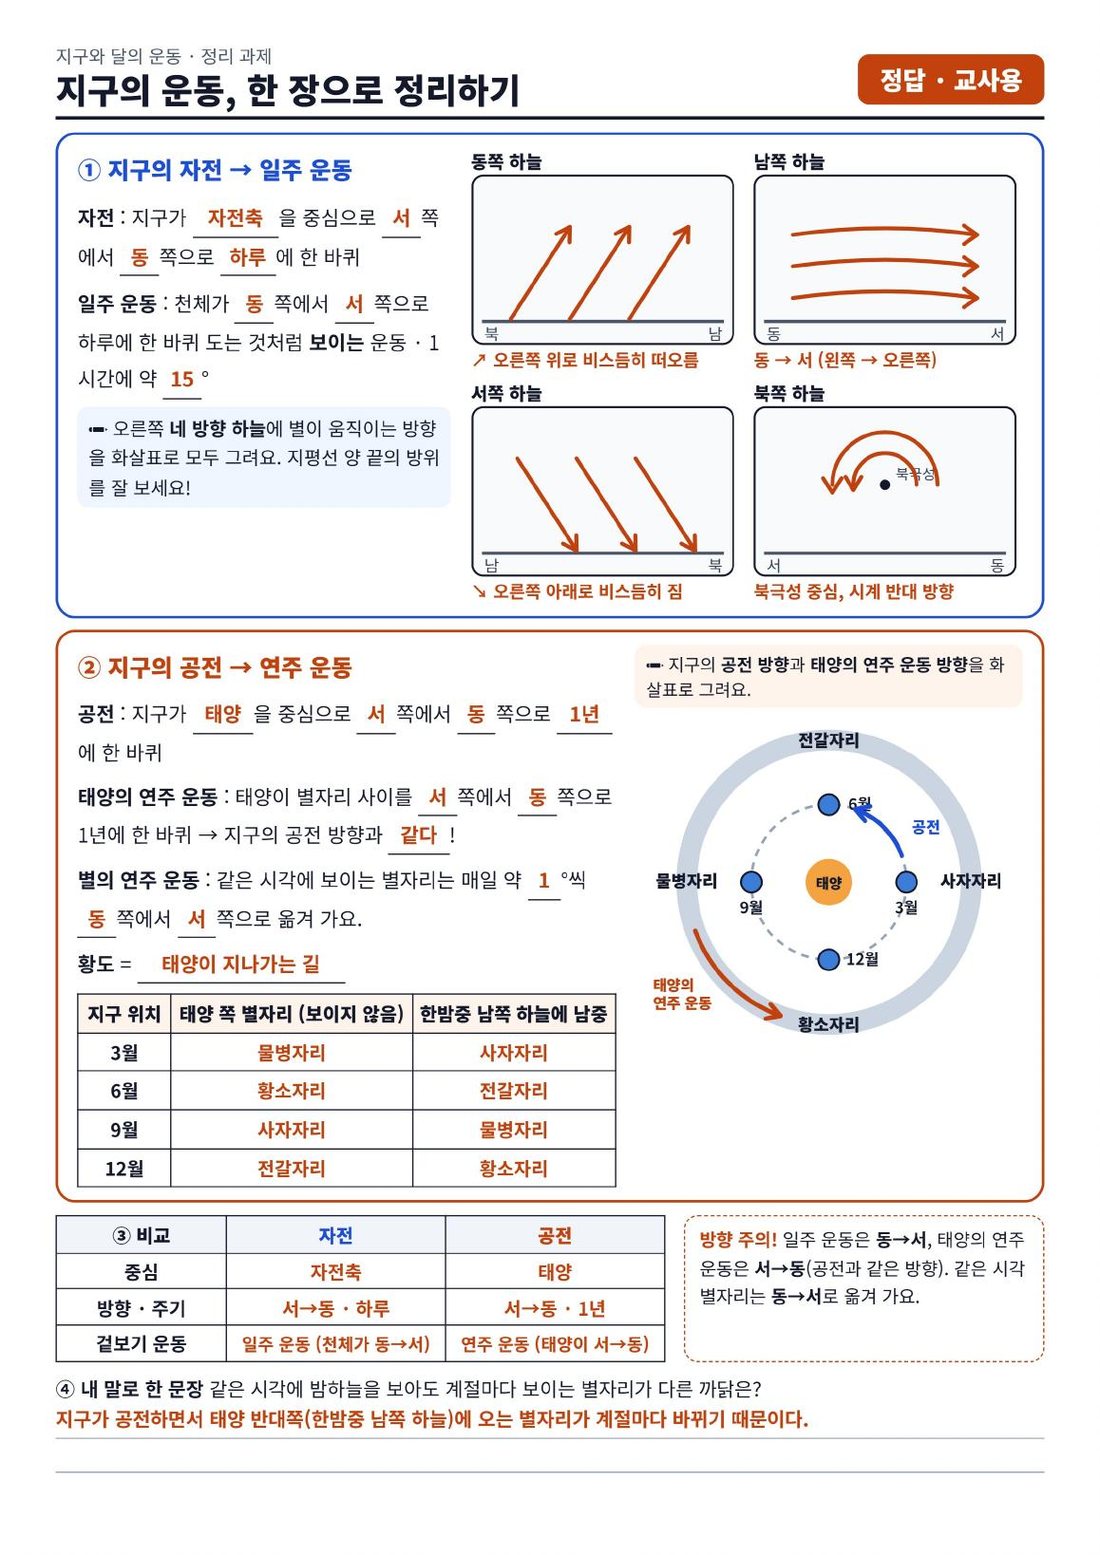 지구와 달의 운동 · 정리 과제
지구의 운동, 한 장으로 정리하기
정답 · 교사용
① 지구의 자전 → 일주 운동
자전 : 지구가 자전축 을 중심으로 서 쪽
에서 동 쪽으로 하루 에 한 바퀴
일주 운동 : 천체가 동 쪽에서 서 쪽으로
하루에 한 바퀴 도는 것처럼 보이는 운동 · 1
시간에 약 15 °
오른쪽 네 방향 하늘에 별이 움직이는 방향
을 화살표로 모두 그려요. 지평선 양 끝의 방위
를 잘 보세요!
동쪽 하늘
북 남
↗ 오른쪽 위로 비스듬히 떠오름
남쪽 하늘
동 서
동 → 서 (왼쪽 → 오른쪽)
서쪽 하늘
남 북
↘ 오른쪽 아래로 비스듬히 짐
북쪽 하늘
북극성
서 동
북극성 중심, 시계 반대 방향
② 지구의 공전 → 연주 운동
공전 : 지구가 태양 을 중심으로 서 쪽에서 동 쪽으로 1년
에 한 바퀴
태양의 연주 운동 : 태양이 별자리 사이를 서 쪽에서 동 쪽으로
1년에 한 바퀴 → 지구의 공전 방향과 같다 !
별의 연주 운동 : 같은 시각에 보이는 별자리는 매일 약 1 °씩
동 쪽에서 서 쪽으로 옮겨 가요.
황도 = 태양이 지나가는 길
지구 위치 태양 쪽 별자리 (보이지 않음) 한밤중 남쪽 하늘에 남중
3월 물병자리 사자자리
6월 황소자리 전갈자리
9월 사자자리 물병자리
12월 전갈자리 황소자리
지구의 공전 방향과 태양의 연주 운동 방향을 화
살표로 그려요.
전갈자리
6월
공전
물병자리
태양
사자자리
9월
3월
12월
태양의
연주 운동
황소자리
③ 비교 자전 공전
중심 자전축 태양
방향 · 주기 서→동 · 하루 서→동 · 1년
겉보기 운동 일주 운동 (천체가 동→서) 연주 운동 (태양이 서→동)
방향 주의! 일주 운동은 동→서, 태양의 연주
운동은 서→동(공전과 같은 방향). 같은 시각
별자리는 동→서로 옮겨 가요.
④ 내 말로 한 문장 같은 시각에 밤하늘을 보아도 계절마다 보이는 별자리가 다른 까닭은?
지구가 공전하면서 태양 반대쪽(한밤중 남쪽 하늘)에 오는 별자리가 계절마다 바뀌기 때문이다.